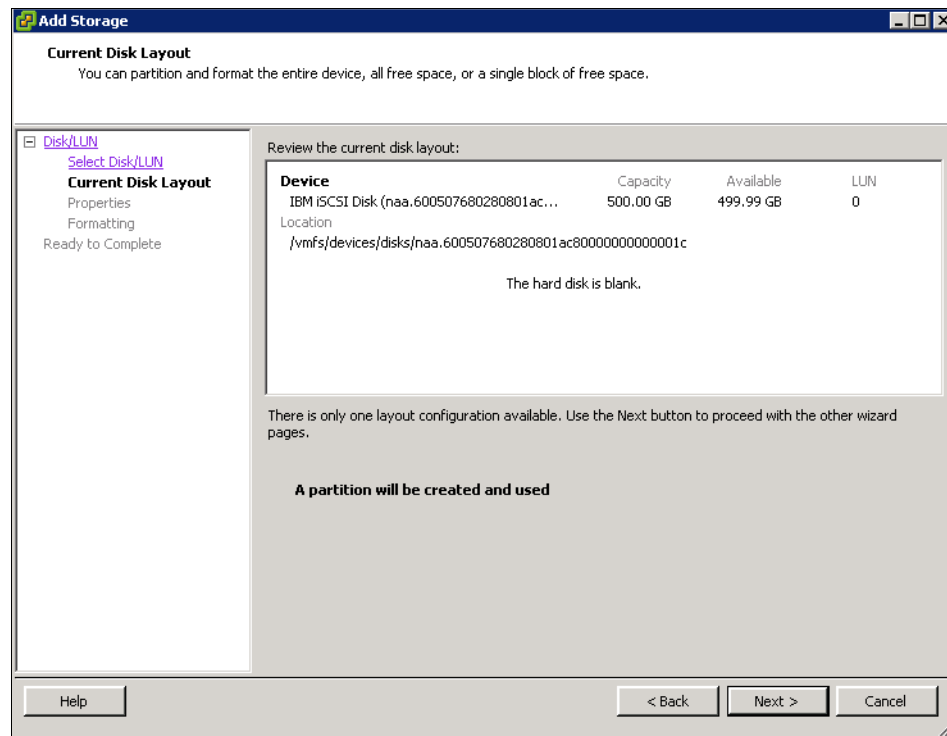 Add Storage
Current Disk Layout
You can partition and format the entire device, all free space, or a single block of free space.
Disk/LUN
Select Disk/LUN
Current Disk Layout
Properties
Formatting
Ready to Complete
Review the current disk layout:
Device Capacity Available LUN
IBM iSCSI Disk (naa.600507680280801ac... 500.00 GB 499.99 GB 0
Location
/vmfs/devices/disks/naa.600507680280801ac80000000000001c
The hard disk is blank.
There is only one layout configuration available. Use the Next button to proceed with the other wizard
pages.
A partition will be created and used
Help < Back Next > Cancel